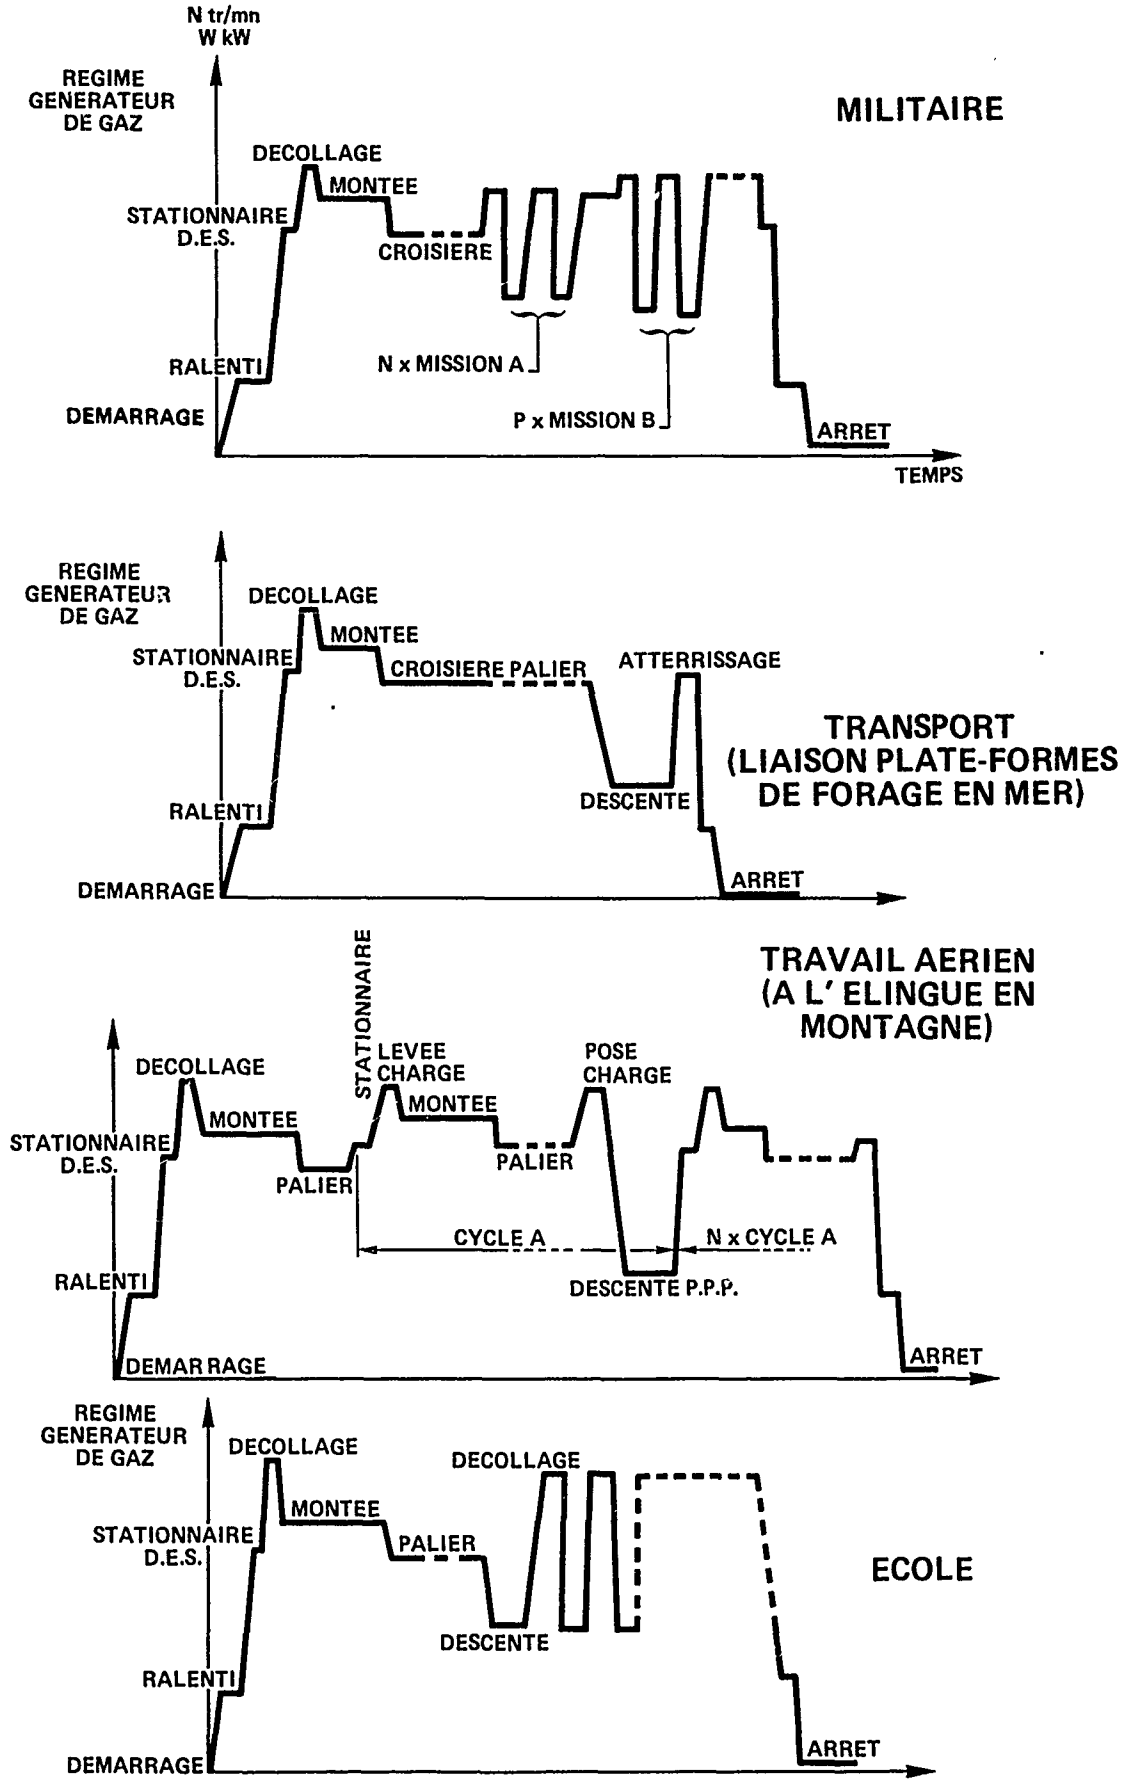 N tr/mn
W kW
REGIME
GENERATEUR
DE GAZ
MILITAIRE
DECOLLAGE
MONTEE
STATIONNAIRE
D.E.S.
CROISIERE
RALENTI
N x MISSION A
DEMARRAGE
P x MISSION B
ARRET
TEMPS
REGIME
GENERATEUR
DE GAZ
DECOLLAGE
MONTEE
STATIONNAIRE
D.E.S.
CROISIERE PALIER
ATTERRISSAGE
TRANSPORT
(LIAISON PLATE-FORMES
DE FORAGE EN MER)
DESCENTE
RALENTI
DEMARRAGE
ARRET
TRAVAIL AERIEN
(A L' ELINGUE EN
MONTAGNE)
STATIONNAIRE
DECOLLAGE
LEVEE
CHARGE
POSE
CHARGE
MONTEE
MONTEE
STATIONNAIRE
D.E.S.
PALIER
PALIER
CYCLE A
N x CYCLE A
RALENTI
DESCENTE P.P.P.
DEMARRAGE
ARRET
REGIME
GENERATEUR
DE GAZ
DECOLLAGE
DECOLLAGE
MONTEE
STATIONNAIRE
D.E.S.
PALIER
ECOLE
DESCENTE
RALENTI
DEMARRAGE
ARRET